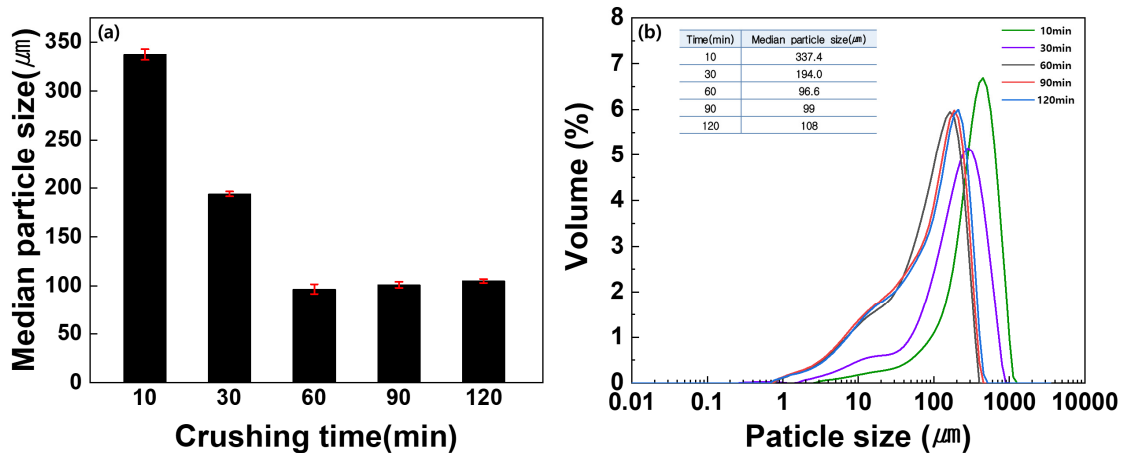 (a)
Median particle size(㎛)
350
300
250
200
150
100
50
0
10 30 60 90 120
Crushing time(min)
(b)
Time(min) Median particle size(㎛)
10 337.4
30 194.0
60 96.6
90 99
120 108
10min
30min
60min
90min
120min
Volume (%)
8
7
6
5
4
3
2
1
0
0.01 0.1 1 10 100 1000 10000
Paticle size (㎛)